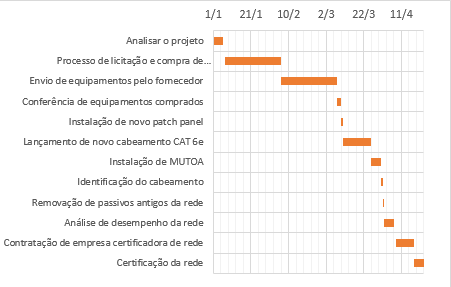 1/1 21/1 10/2 2/3 22/3 11/4
Analisar o projeto
Processo de licitação e compra de...
Envio de equipamentos pelo fornecedor
Conferência de equipamentos comprados
Instalação de novo patch panel
Lançamento de novo cabeamento CAT 6e
Instalação de MUTOA
Identificação do cabeamento
Removação de passivos antigos da rede
Análise de desempenho da rede
Contratação de empresa certificadora de rede
Certificação da rede